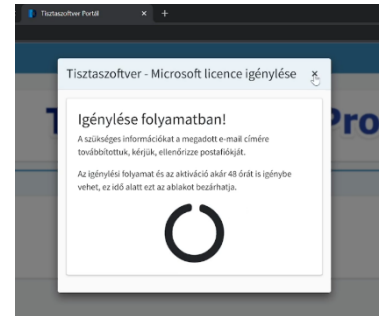 Tisztaszoftver Portál
Tisztaszoftver - Microsoft licence igénylése
Igénylése folyamatban!
A szükséges információkat a megadott e-mail címére
továbbítottuk, kérjük, ellenőrizze postafiókját.
Az igénylési folyamat és az aktiváció akár 48 órát is igénybe
vehet, ez idő alatt ezt az ablakot bezárhatja.
T
Pro